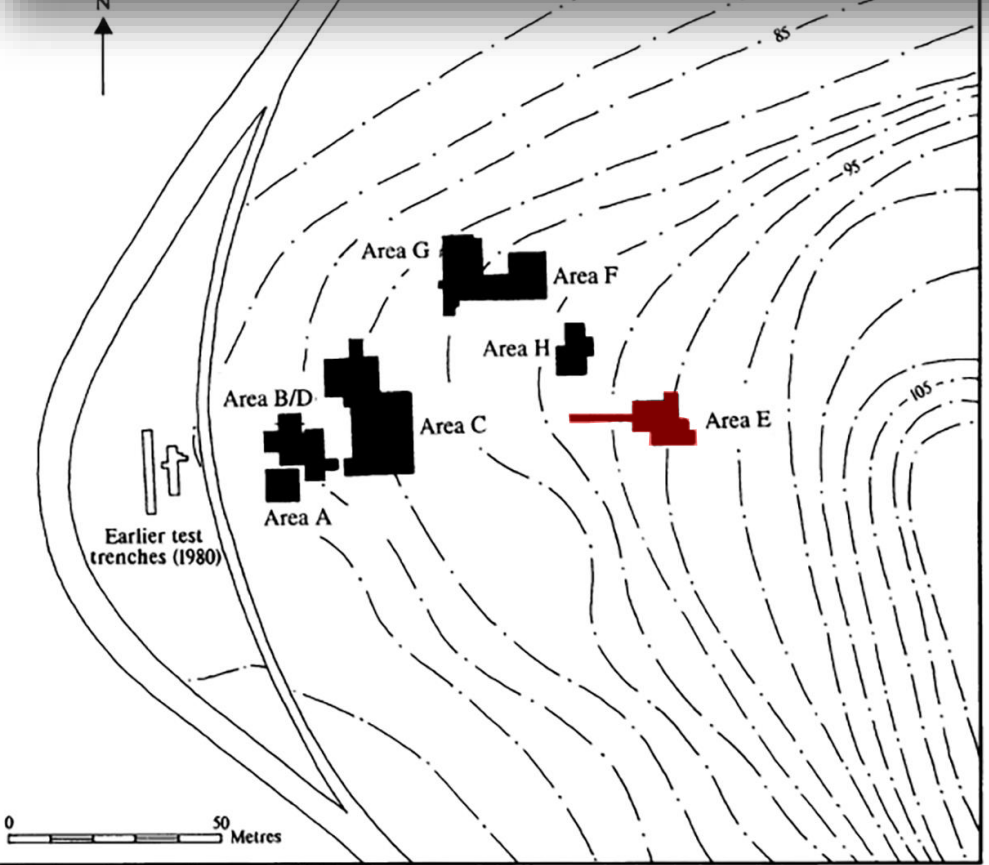 N
85
95
Area G
Area F
Area H
105
Area B/D
Area C
Area E
Area A
Earlier test
trenches (1980)
0 50
Metres